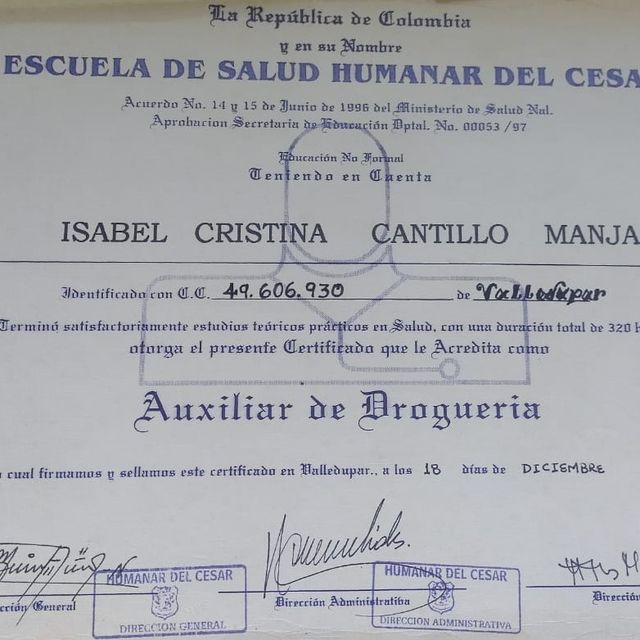 La República de Colombia
y en su Nombre
ESCUELA DE SALUD HUMANAR DEL CESA
Acuerdo No. 14 y 15 de Junio de 1996 del Ministerio de Salud Nal.
Aprobacion Secretaria de Educación Dptal. No. 00053 /97
Educación No Formal
Teniendo en Cuenta
ISABEL CRISTINA CANTILLO MANJA
Identificado con C.C. 49.606.930 de Valledupar
Terminó satisfactoriamente estudios teóricos prácticos en Salud, con una duración total de 320 h
otorga el presente Certificado que le Acredita como
Auxiliar de Drogueria
cual firmamos y sellamos este certificado en Valledupar., a los 18 días de DICIEMBRE
HUMANAR DEL CESAR
HUMANAR DEL CESAR
cción General
Dirección Administrativa
Direcció
DIRECCION GENERAL
DIRECCION ADMINISTRATIVA